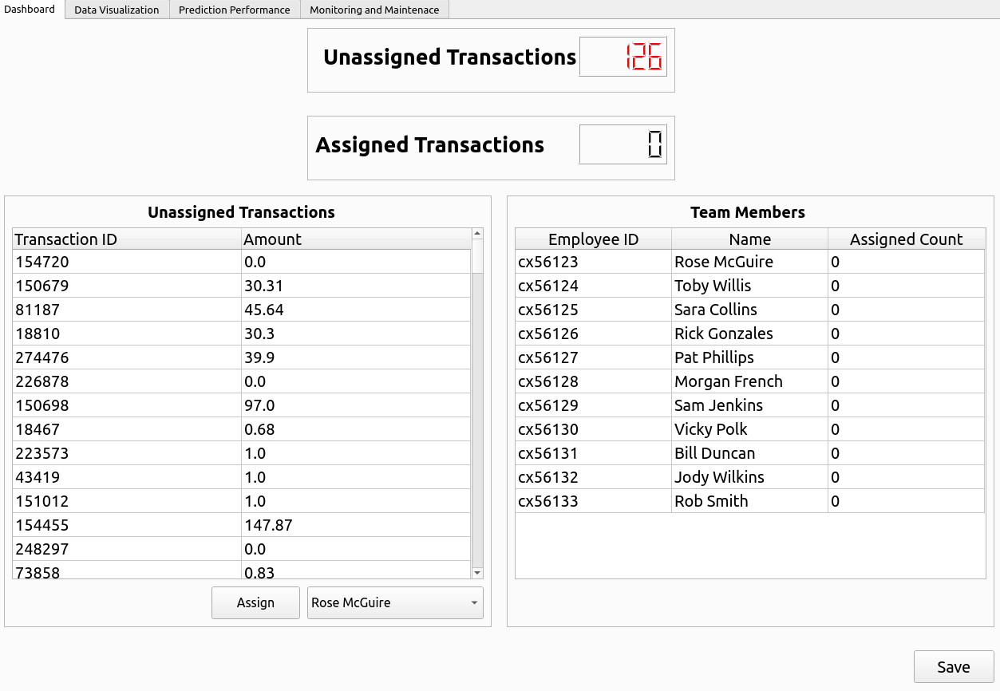 Dashboard Data Visualization Prediction Performance Monitoring and Maintenace
Unassigned Transactions 126
Assigned Transactions 0
Unassigned Transactions
Transaction ID Amount
154720 0.0
150679 30.31
81187 45.64
18810 30.3
274476 39.9
226878 0.0
150698 97.0
18467 0.68
223573 1.0
43419 1.0
151012 1.0
154455 147.87
248297 0.0
73858 0.83
Assign Rose McGuire
Team Members
Employee ID Name Assigned Count
cx56123 Rose McGuire 0
cx56124 Toby Willis 0
cx56125 Sara Collins 0
cx56126 Rick Gonzales 0
cx56127 Pat Phillips 0
cx56128 Morgan French 0
cx56129 Sam Jenkins 0
cx56130 Vicky Polk 0
cx56131 Bill Duncan 0
cx56132 Jody Wilkins 0
cx56133 Rob Smith 0
Save